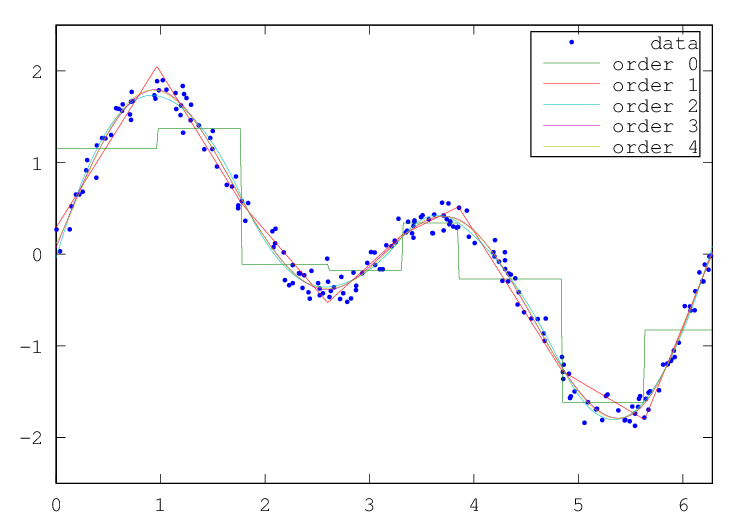 data
order 0
order 1
order 2
order 3
order 4
2
1
0
-1
-2
0 1 2 3 4 5 6